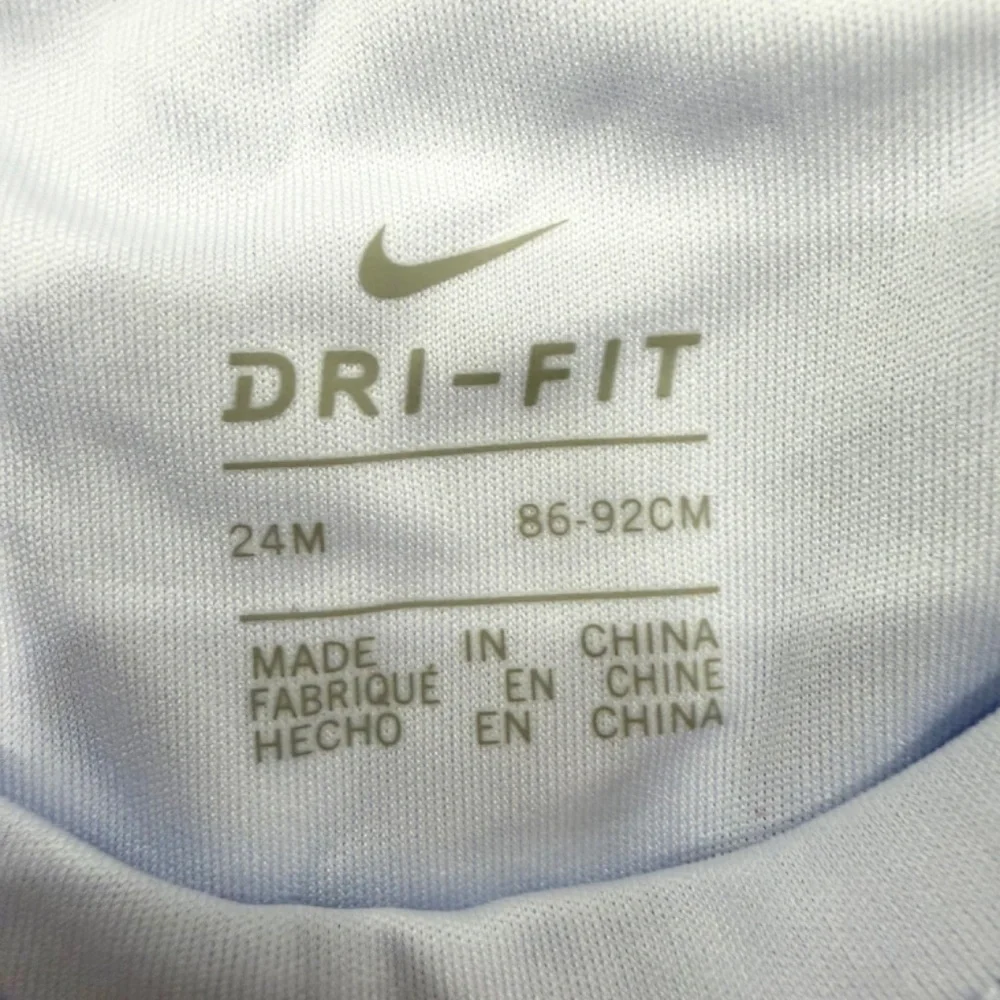 DRI-FIT
24M 86-92CM
MADE IN CHINA
FABRIQUÉ EN CHINE
HECHO EN CHINA